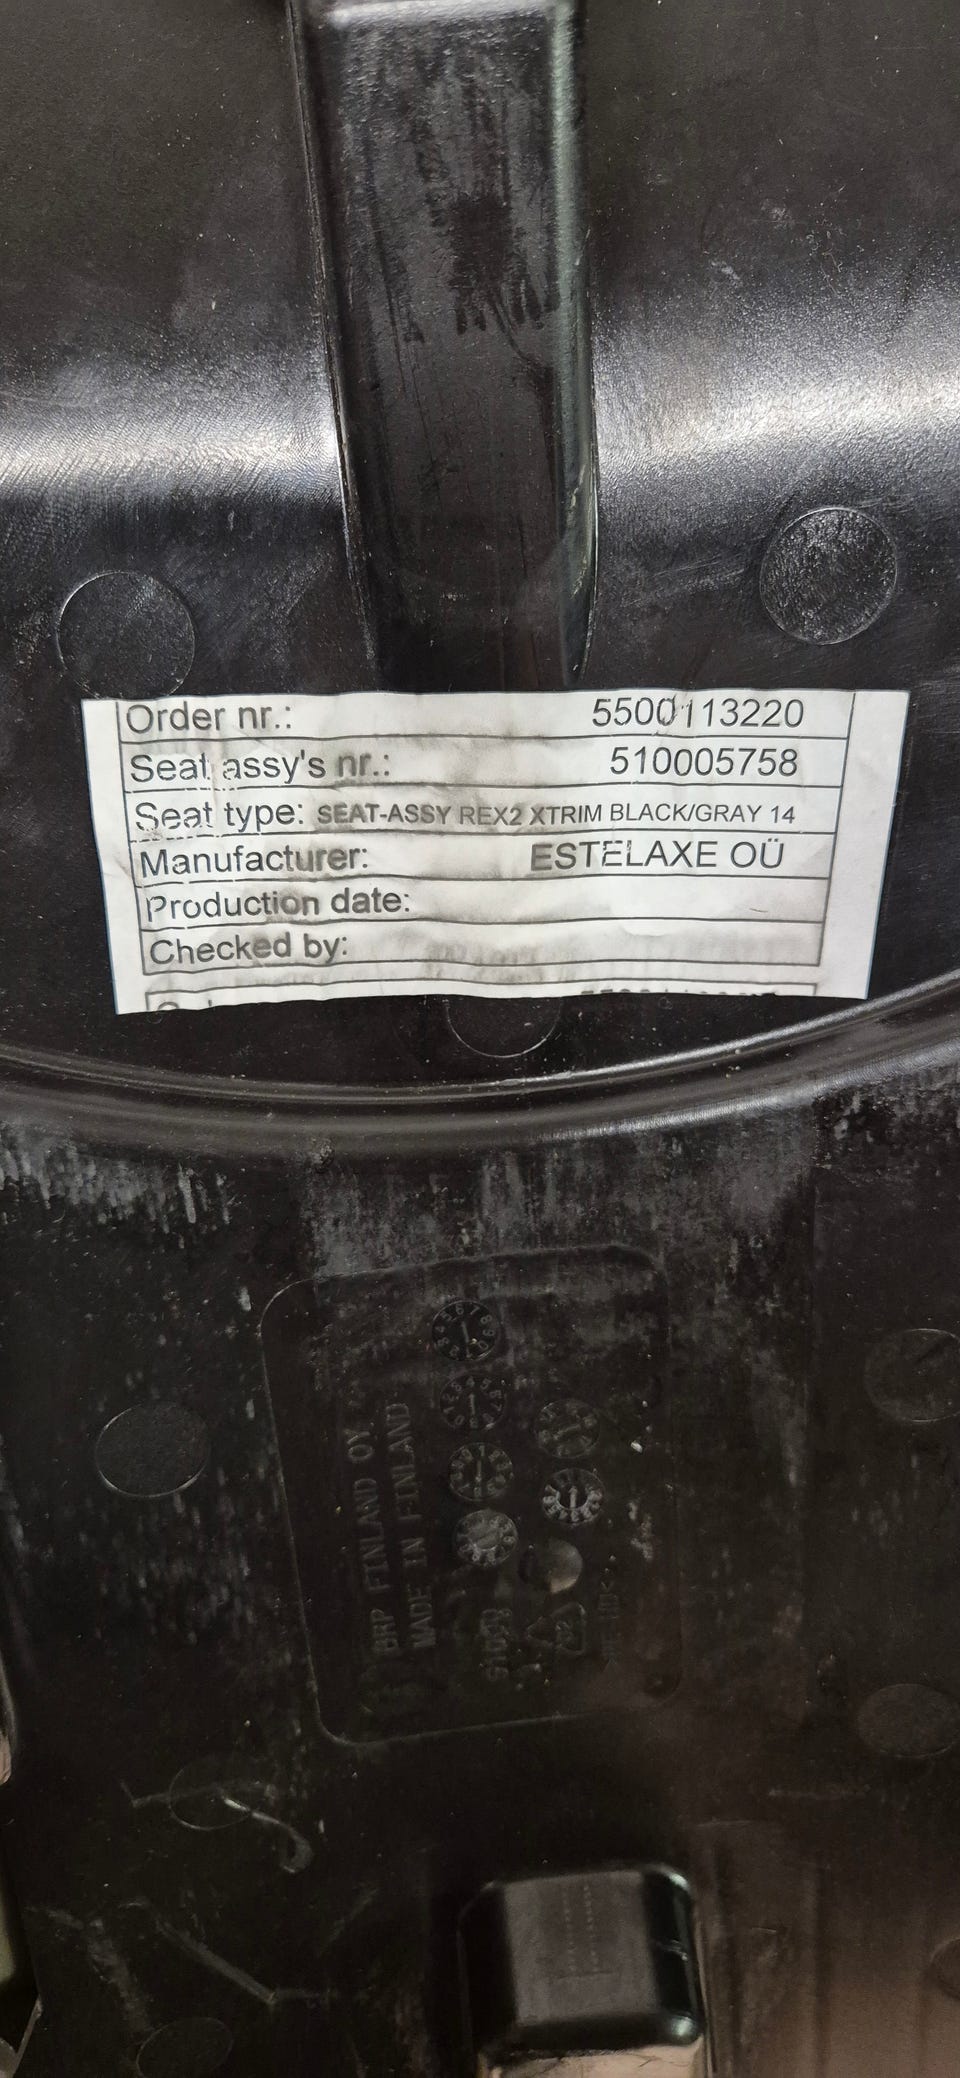 Order nr.: 5500113220
Seat assy's nr.: 510005758
Seat type: SEAT-ASSY REX2 XTRIM BLACK/GRAY 14
Manufacturer: ESTELAXE OÜ
Production date:
Checked by:
BRP FINLAND OY
MADE IN FINLAND